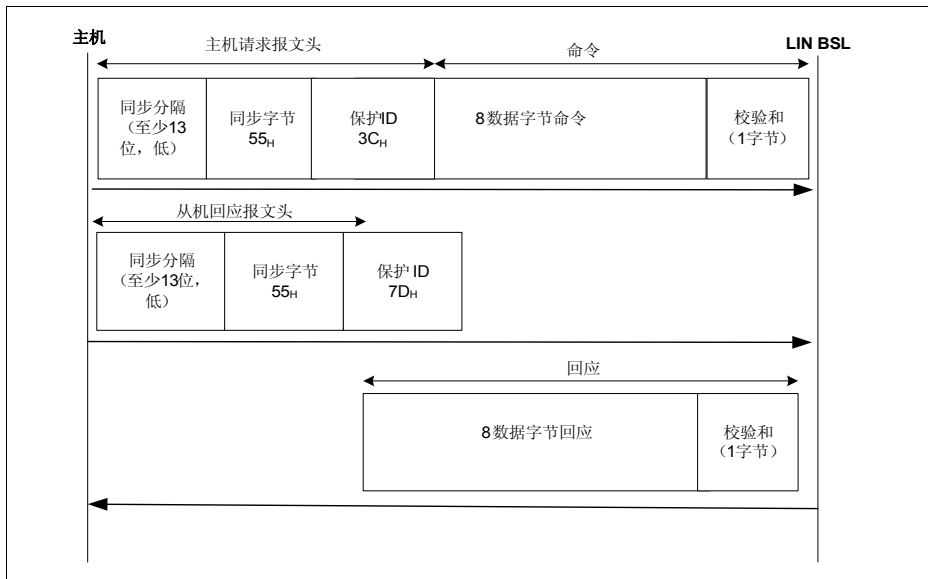 主机
主机请求报文头
命令
LIN BSL
同步分隔
(至少13
位，低)
同步字节
55H
保护ID
3CH
8数据字节命令
校验和
(1字节)
从机回应报文头
同步分隔
(至少13位，
低)
同步字节
55H
保护 ID
7DH
回应
8数据字节回应
校验和
(1字节)